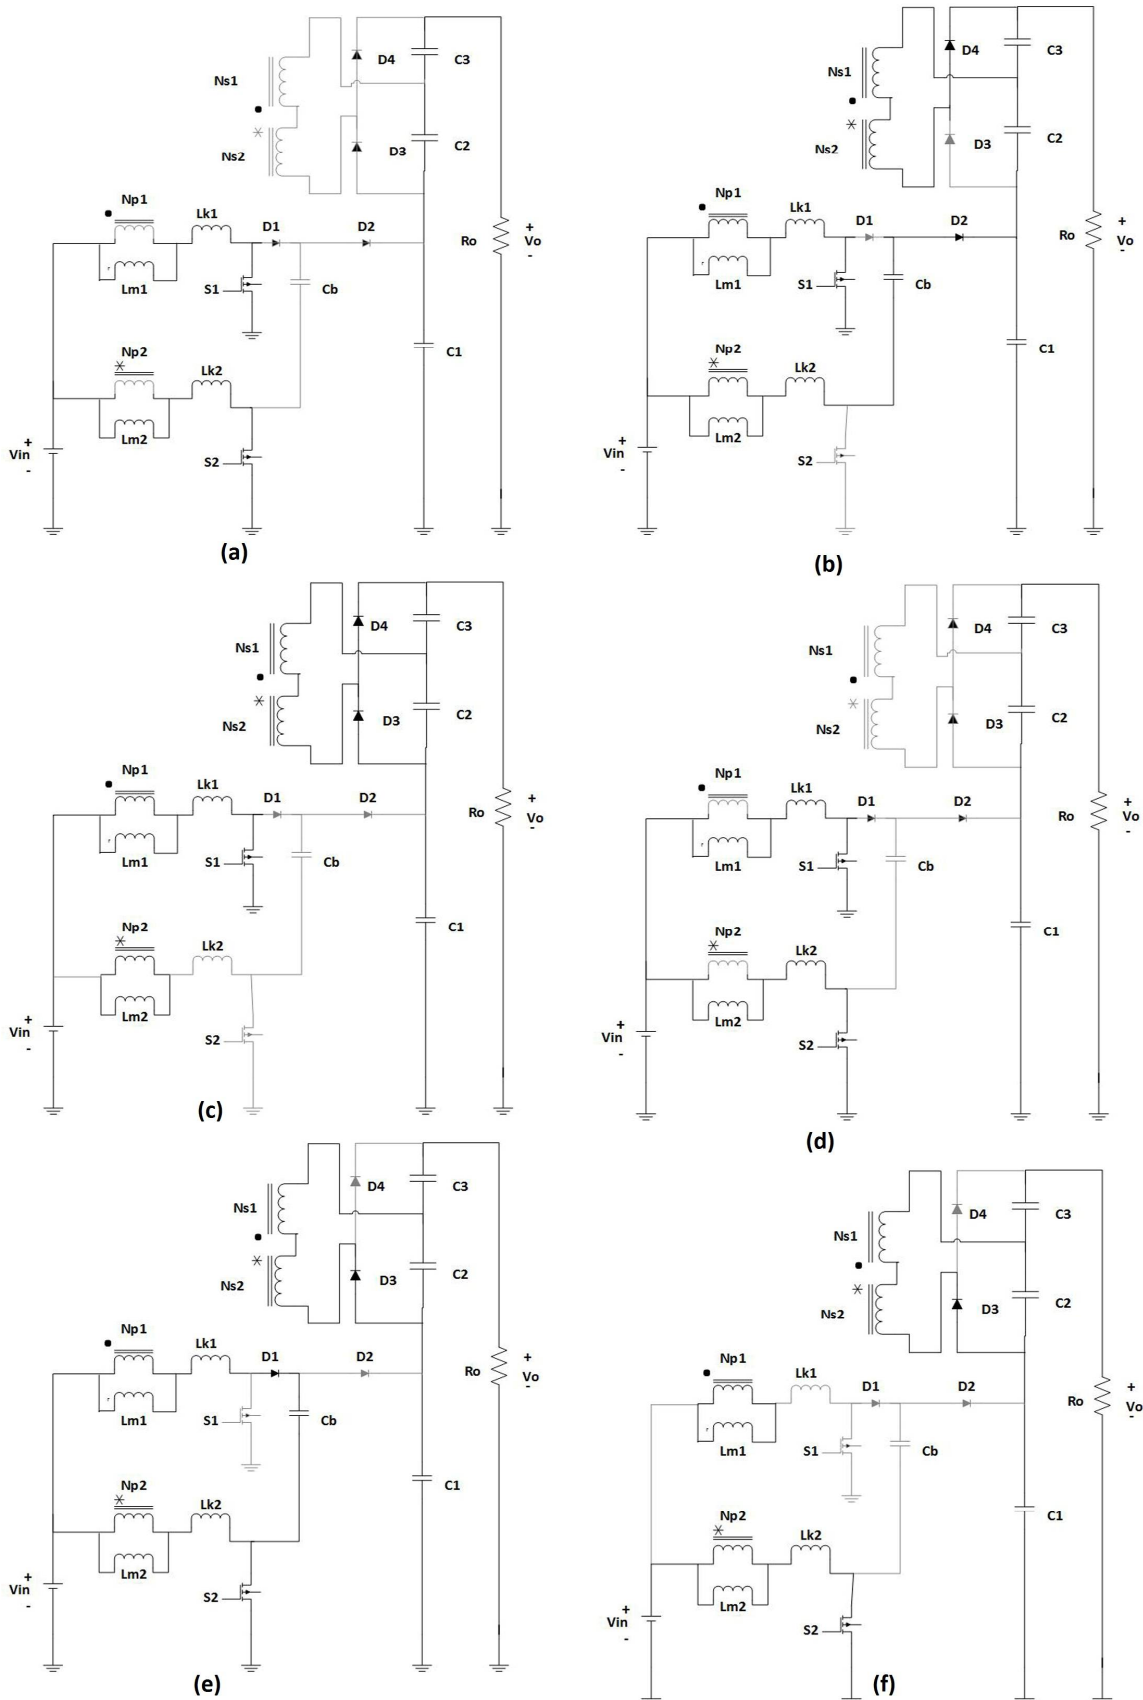 D4
C3
Ns1
*
D3
C2
Ns2
Np1
Lk1
D1
D2
Ro
+
Vo
-
r
Lm1
S1
Cb
Np2
*
Lk2
C1
Lm2
+
Vin
-
S2
(a)
D4
C3
Ns1
*
D3
C2
Ns2
Np1
Lk1
D1
D2
Ro
+
Vo
-
r
Lm1
S1
Cb
Np2
*
Lk2
C1
Lm2
+
Vin
-
S2
(b)
D4
C3
Ns1
*
D3
C2
Ns2
Np1
Lk1
D1
D2
Ro
+
Vo
-
r
Lm1
S1
Cb
Np2
*
Lk2
C1
Lm2
+
Vin
-
S2
(c)
D4
C3
Ns1
*
D3
C2
Ns2
Np1
Lk1
D1
D2
Ro
+
Vo
-
r
Lm1
S1
Cb
Np2
*
Lk2
C1
Lm2
+
Vin
-
S2
(d)
D4
C3
Ns1
*
D3
C2
Ns2
Np1
Lk1
D1
D2
Ro
+
Vo
-
r
Lm1
S1
Cb
Np2
*
Lk2
C1
Lm2
+
Vin
-
S2
(e)
D4
C3
Ns1
*
D3
C2
Ns2
Np1
Lk1
D1
D2
Ro
+
Vo
-
r
Lm1
S1
Cb
Np2
*
Lk2
C1
Lm2
+
Vin
-
S2
(f)